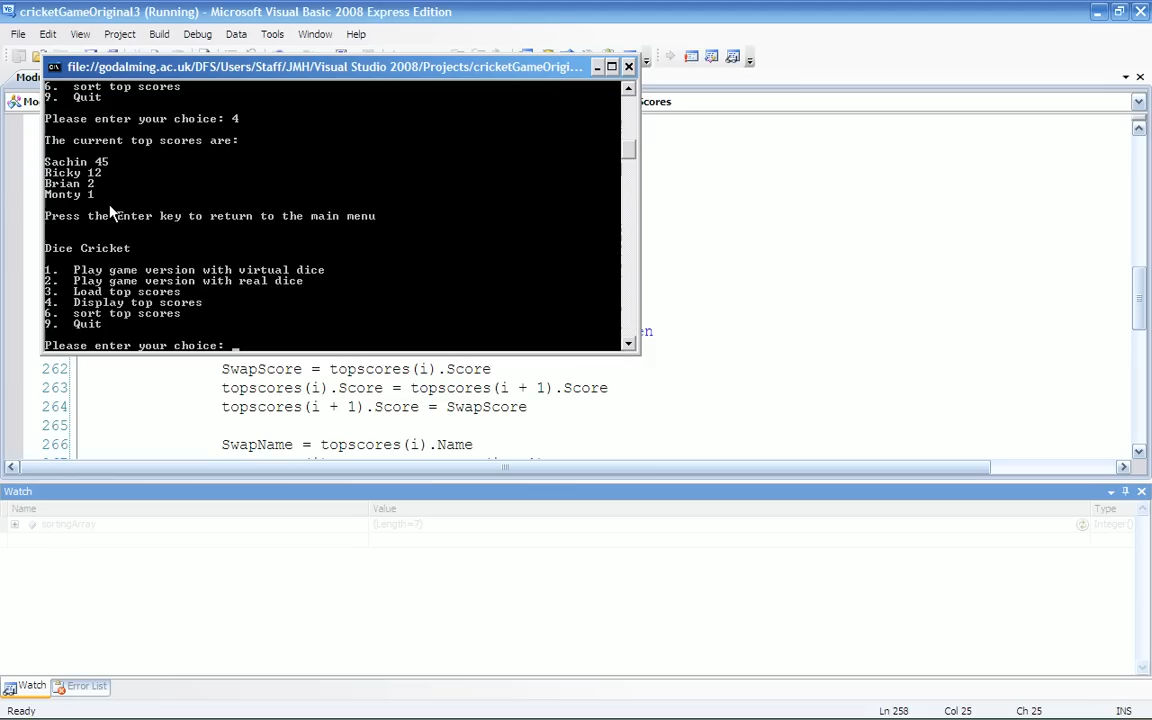 cricketGameOriginal3 (Running) - Microsoft Visual Basic 2008 Express Edition
File Edit View Project Build Debug Data Tools Window Help
file://godalming.ac.uk/DFS/Users/Staff/JMH/Visual Studio 2008/Projects/cricketGameOrigi...
6. sort top scores
9. Quit
Please enter your choice: 4
The current top scores are:
Sachin 45
Ricky 12
Brian 2
Monty 1
Press the Enter key to return to the main menu
Dice Cricket
1. Play game version with virtual dice
2. Play game version with real dice
3. Load top scores
4. Display top scores
6. sort top scores
9. Quit
Please enter your choice: _
262 SwapScore = topscores(i).Score
263 topscores(i).Score = topscores(i + 1).Score
264 topscores(i + 1).Score = SwapScore
265
266 SwapName = topscores(i).Name
Watch
Name Value Type
sortingArray {Length=7} Integer()
Watch Error List
Ready Ln 258 Col 25 Ch 25 INS